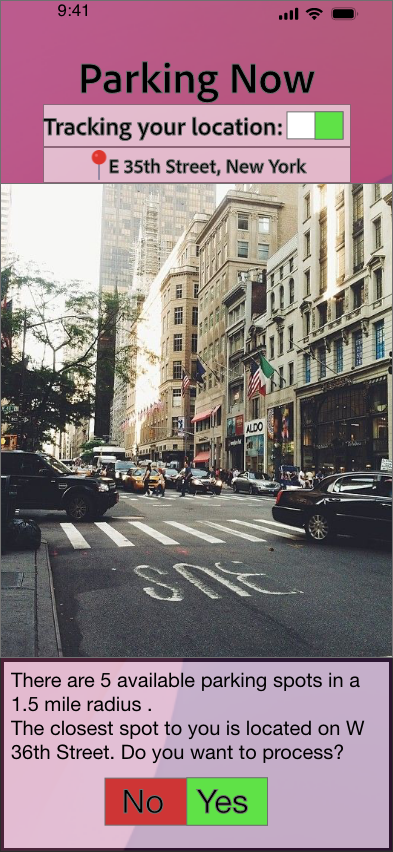 9:41
Parking Now
Tracking your location:
E 35th Street, New York
ALDO
BUS
There are 5 available parking spots in a
1.5 mile radius .
The closest spot to you is located on W
36th Street. Do you want to process?
No Yes